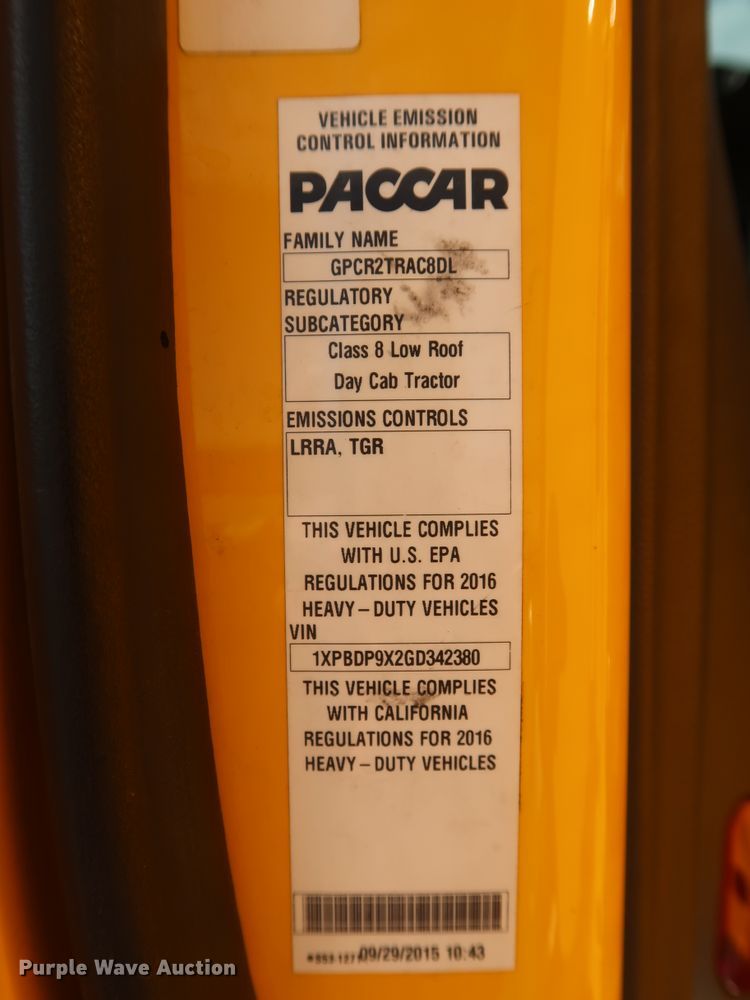 VEHICLE EMISSION
CONTROL INFORMATION
PACCAR
FAMILY NAME
GPCR2TRAC8DL
REGULATORY
SUBCATEGORY
Class 8 Low Roof
Day Cab Tractor
EMISSIONS CONTROLS
LRRA, TGR
THIS VEHICLE COMPLIES
WITH U.S. EPA
REGULATIONS FOR 2016
HEAVY-DUTY VEHICLES
VIN
1XPBDP9X2GD342380
THIS VEHICLE COMPLIES
WITH CALIFORNIA
REGULATIONS FOR 2016
HEAVY-DUTY VEHICLES
09/29/2015 10:43
Purple Wave Auction